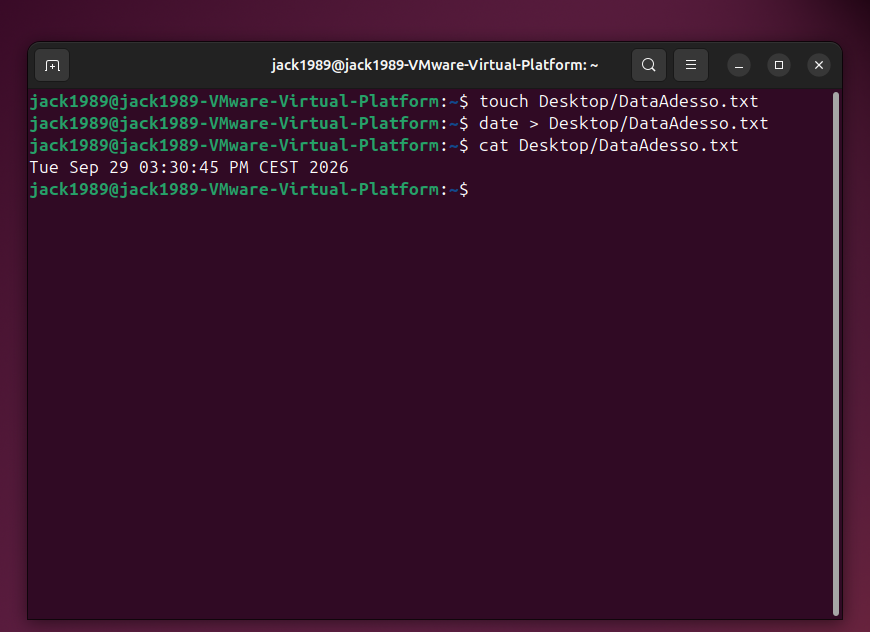 jack1989@jack1989-VMware-Virtual-Platform: ~
jack1989@jack1989-VMware-Virtual-Platform:~$ touch Desktop/DataAdesso.txt
jack1989@jack1989-VMware-Virtual-Platform:~$ date > Desktop/DataAdesso.txt
jack1989@jack1989-VMware-Virtual-Platform:~$ cat Desktop/DataAdesso.txt
Tue Sep 29 03:30:45 PM CEST 2026
jack1989@jack1989-VMware-Virtual-Platform:~$